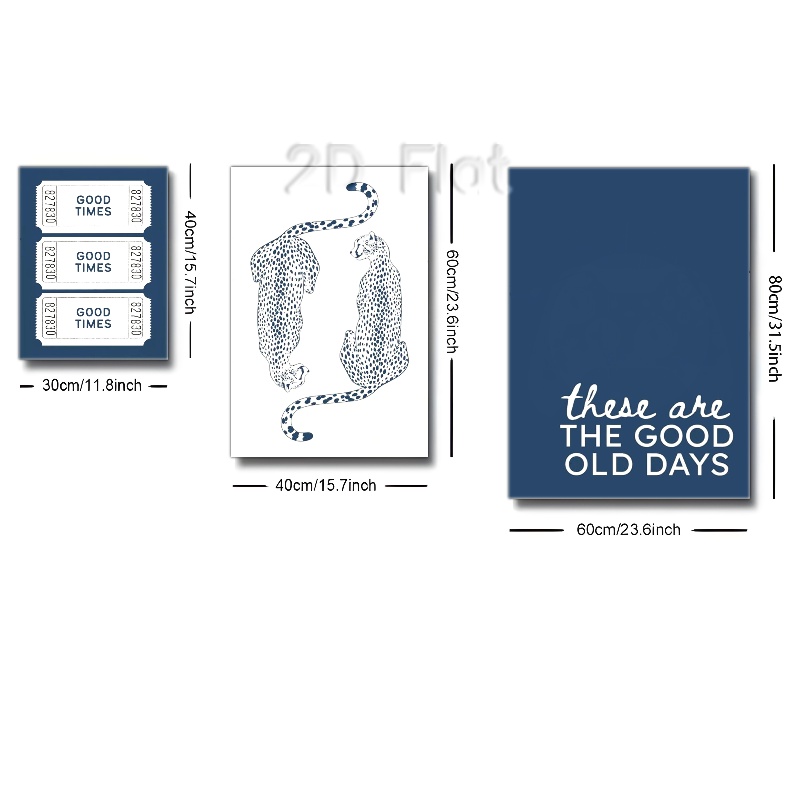 2D Flat
827830
GOOD
TIMES
827830
827830
GOOD
TIMES
827830
827830
GOOD
TIMES
827830
40cm/15.7inch
30cm/11.8inch
60cm/23.6inch
40cm/15.7inch
these are
THE GOOD
OLD DAYS
80cm/31.5inch
60cm/23.6inch